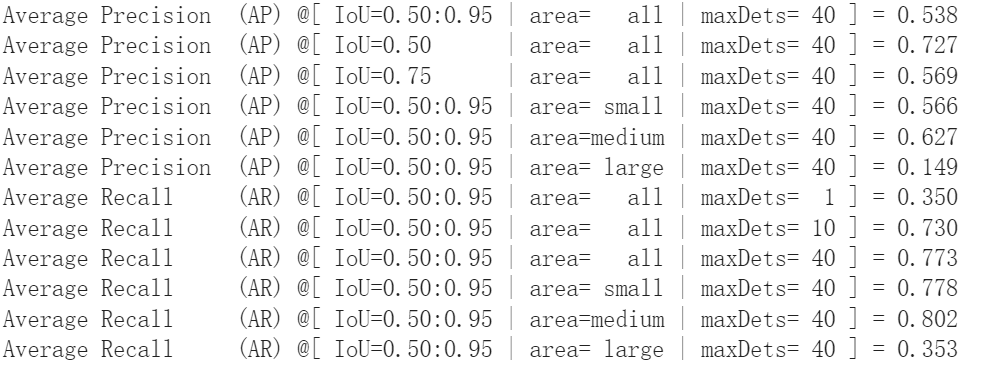 Average Precision  (AP) @[ IoU=0.50:0.95 | area=   all | maxDets= 40 ] = 0.538
Average Precision  (AP) @[ IoU=0.50      | area=   all | maxDets= 40 ] = 0.727
Average Precision  (AP) @[ IoU=0.75      | area=   all | maxDets= 40 ] = 0.569
Average Precision  (AP) @[ IoU=0.50:0.95 | area= small | maxDets= 40 ] = 0.566
Average Precision  (AP) @[ IoU=0.50:0.95 | area=medium | maxDets= 40 ] = 0.627
Average Precision  (AP) @[ IoU=0.50:0.95 | area= large | maxDets= 40 ] = 0.149
Average Recall     (AR) @[ IoU=0.50:0.95 | area=   all | maxDets=  1 ] = 0.350
Average Recall     (AR) @[ IoU=0.50:0.95 | area=   all | maxDets= 10 ] = 0.730
Average Recall     (AR) @[ IoU=0.50:0.95 | area=   all | maxDets= 40 ] = 0.773
Average Recall     (AR) @[ IoU=0.50:0.95 | area= small | maxDets= 40 ] = 0.778
Average Recall     (AR) @[ IoU=0.50:0.95 | area=medium | maxDets= 40 ] = 0.802
Average Recall     (AR) @[ IoU=0.50:0.95 | area= large | maxDets= 40 ] = 0.353